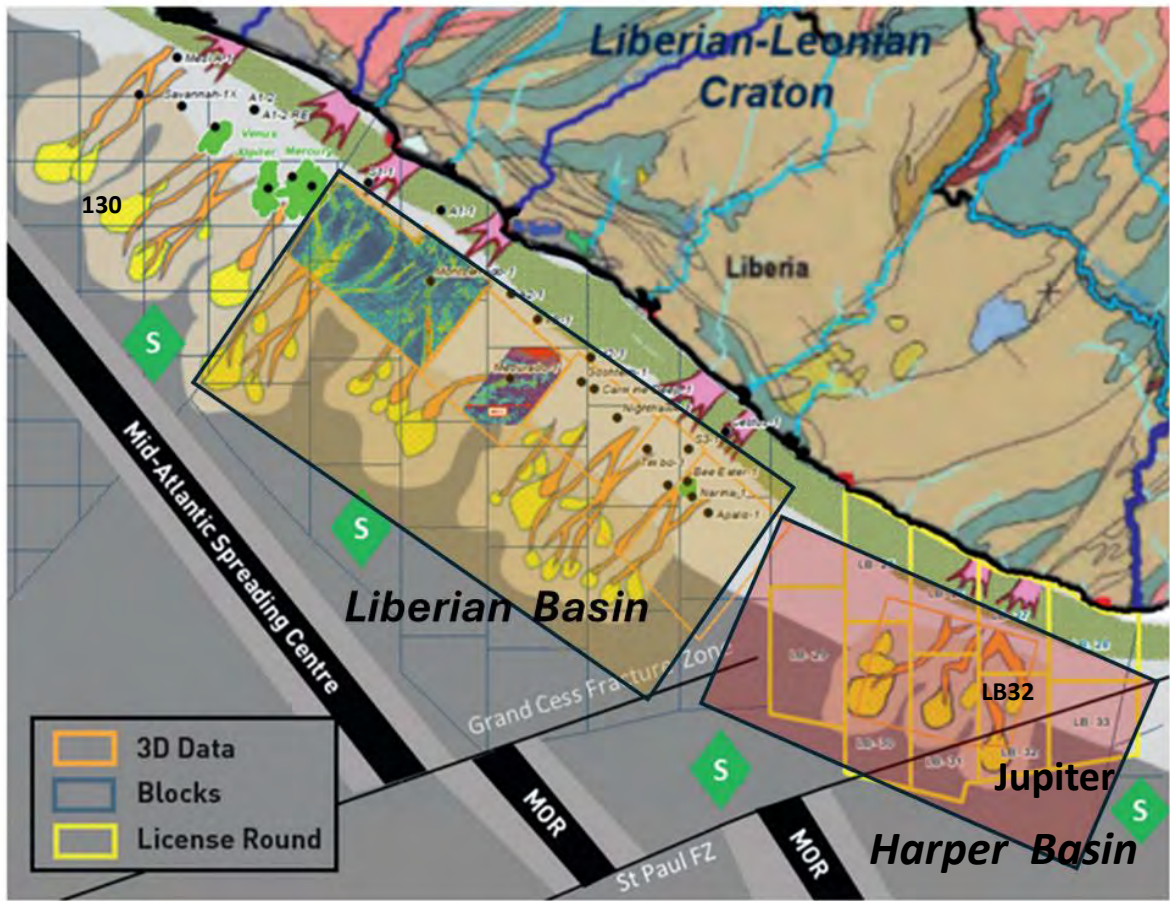 Liberian-Leonian
Craton
Savannah-1X
A1-2
A1-2 RE
Venus
Jupiter Mercury
130
A1-1
Liberia
S
Mid-Atlantic Spreading Centre
S3-1
Bee Eater-1
Narina-1
Apalo-1
S
Liberian Basin
Grand Cess Fracture Zone
LB-29
LB32
LB-33
LB-30
LB-31
LB-32
Jupiter
S
S
Harper Basin
MOR
MOR
St Paul FZ
3D Data
Blocks
License Round